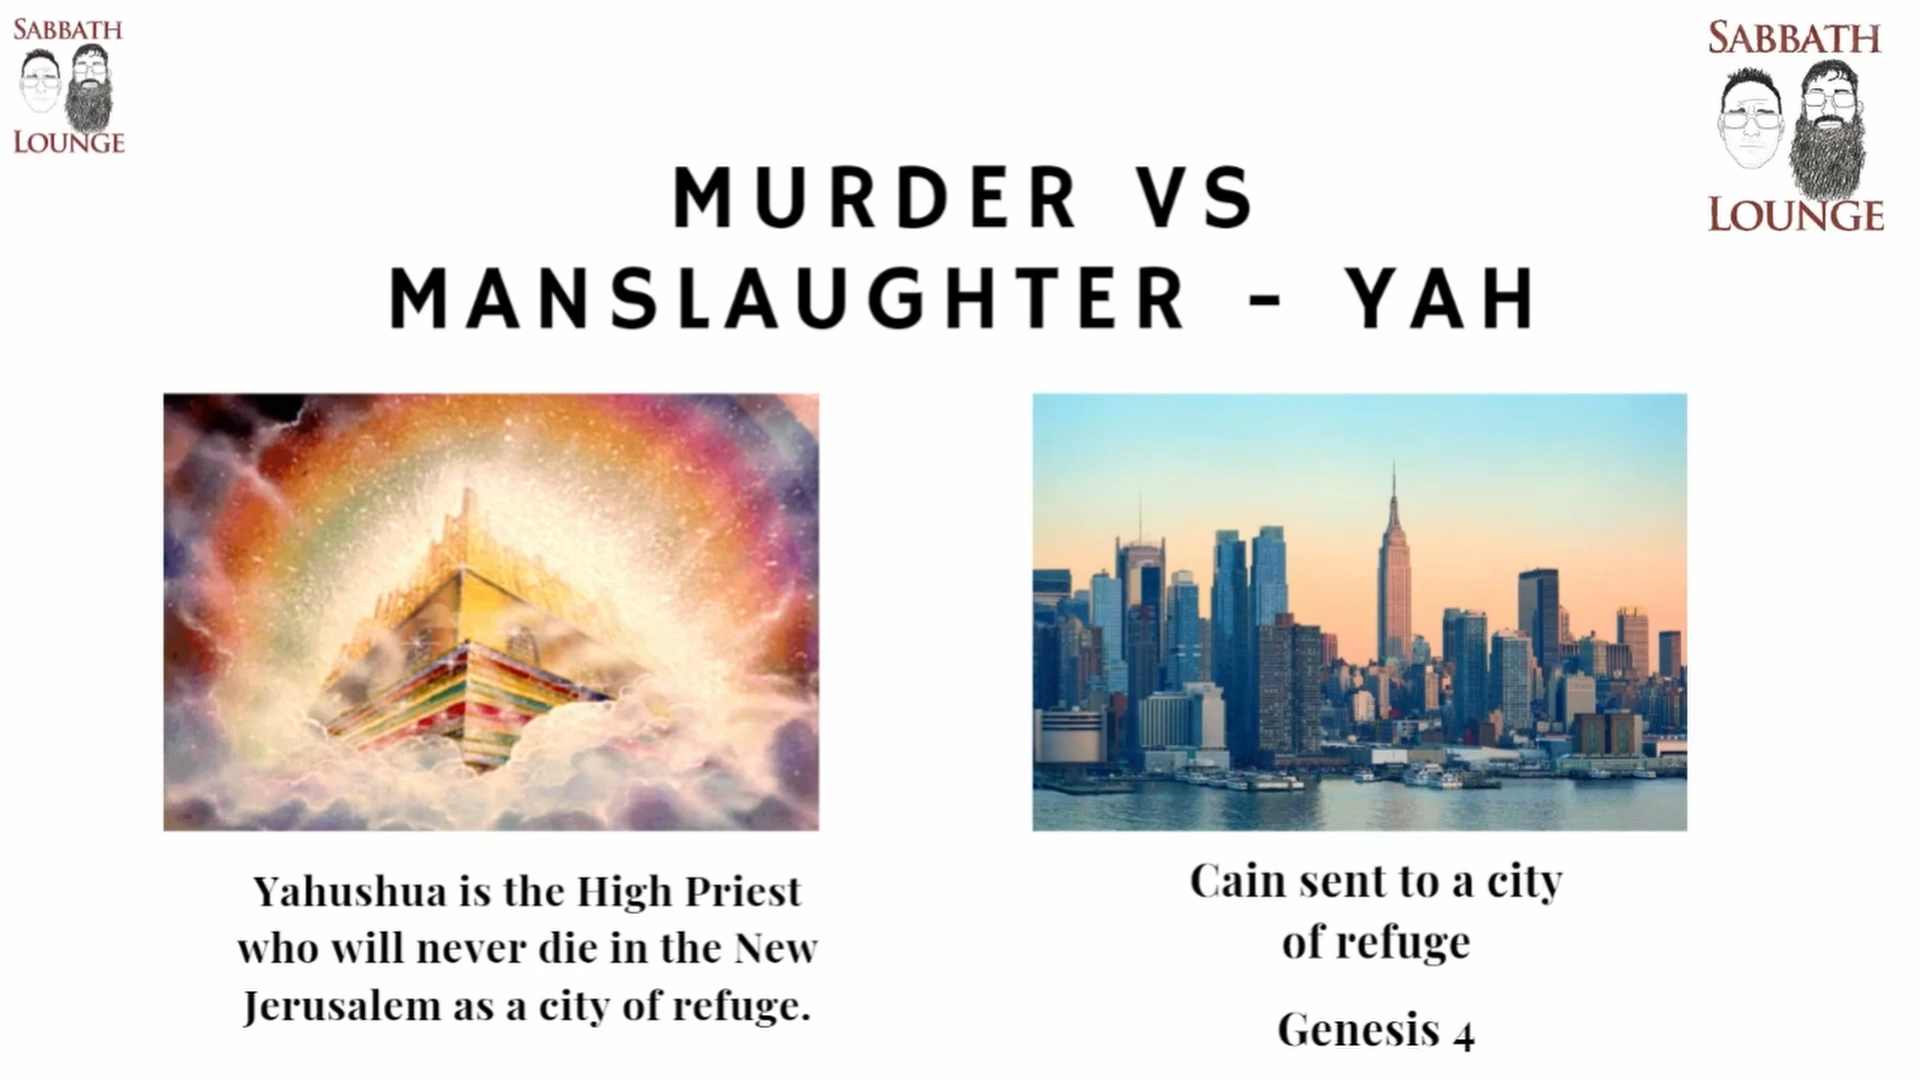 SABBATH
LOUNGE
SABBATH
LOUNGE
MURDER VS
MANSLAUGHTER - YAH
Yahushua is the High Priest
who will never die in the New
Jerusalem as a city of refuge.
Cain sent to a city
of refuge
Genesis 4